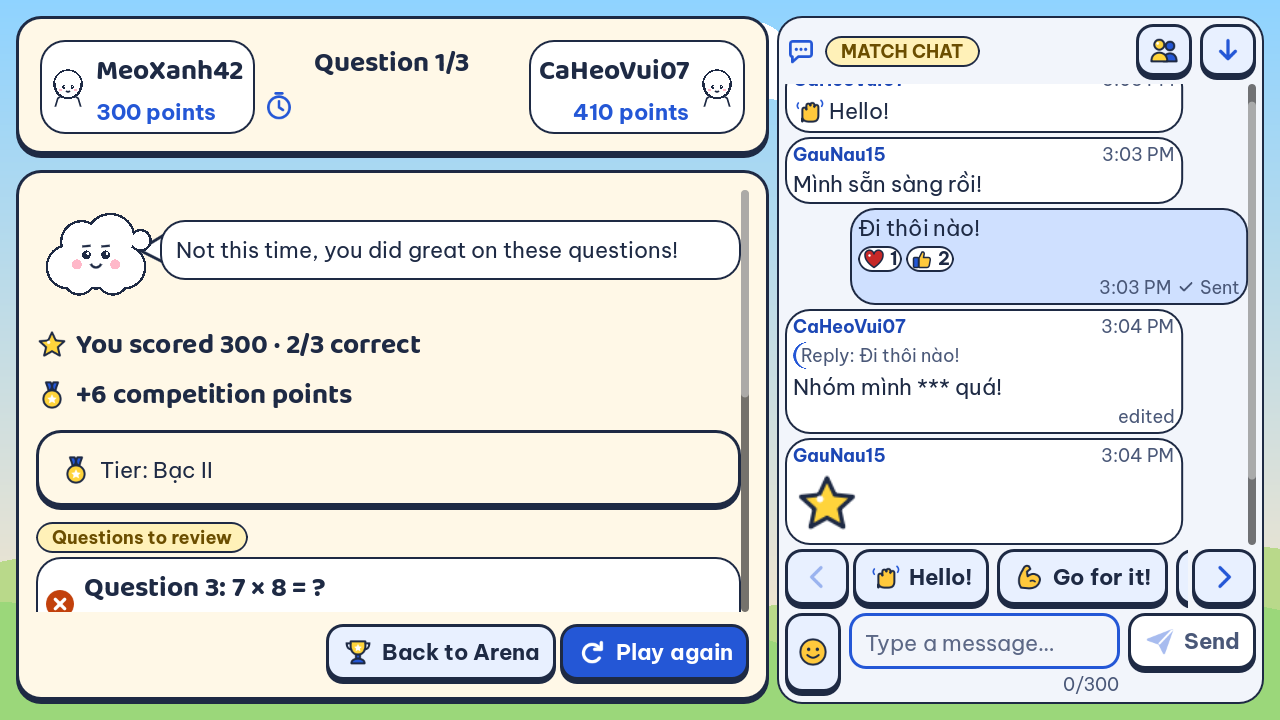 MeoXanh42
300 points
Question 1/3
CaHeoVui07
410 points
Not this time, you did great on these questions!
You scored 300 · 2/3 correct
+6 competition points
Tier: Bạc II
Questions to review
Question 3: 7 × 8 = ?
Back to Arena
Play again
MATCH CHAT
Hello!
GauNau15
3:03 PM
Mình sẵn sàng rồi!
Đi thôi nào!
1
2
3:03 PM ✓ Sent
CaHeoVui07
3:04 PM
Reply: Đi thôi nào!
Nhóm mình *** quá!
edited
GauNau15
3:04 PM
Hello!
Go for it!
Type a message...
Send
0/300